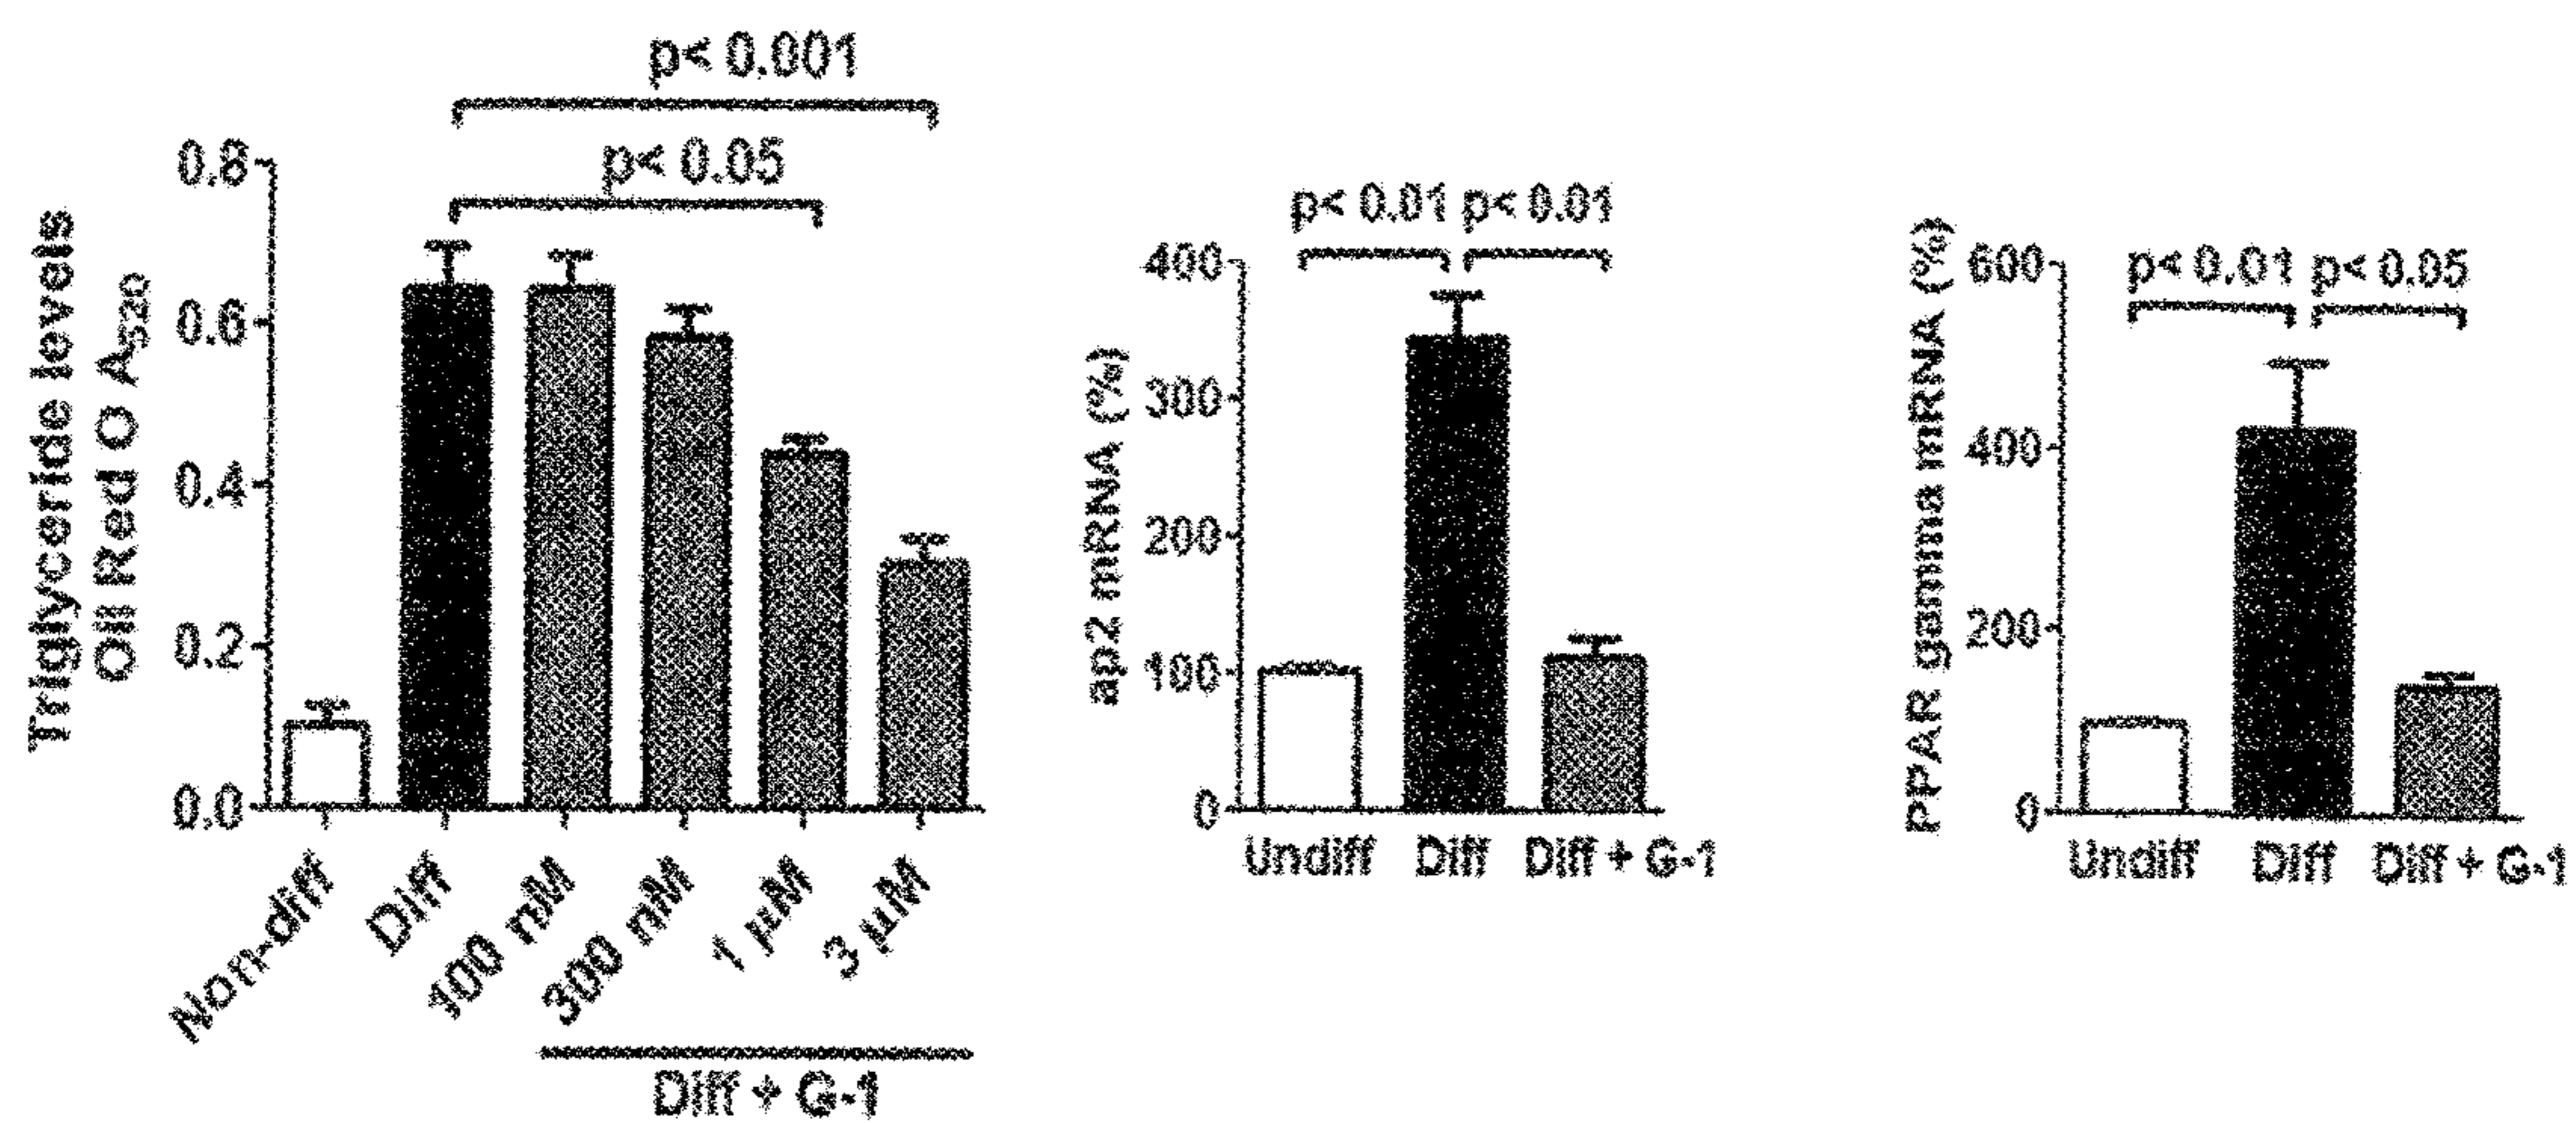 p< 0.001
p< 0.05
Triglyceride levels
Oil Red O A520
0.8
0.6
0.4
0.2
0.0
Non-diff
Diff
100 nM
300 nM
1 µM
3 µM
Diff + G-1
p< 0.01 p< 0.01
ap2 mRNA (%)
400
300
200
100
0
Undiff Diff Diff + G-1
p< 0.01 p< 0.05
PPAR gamma mRNA (%)
600
400
200
0
Undiff Diff Diff + G-1